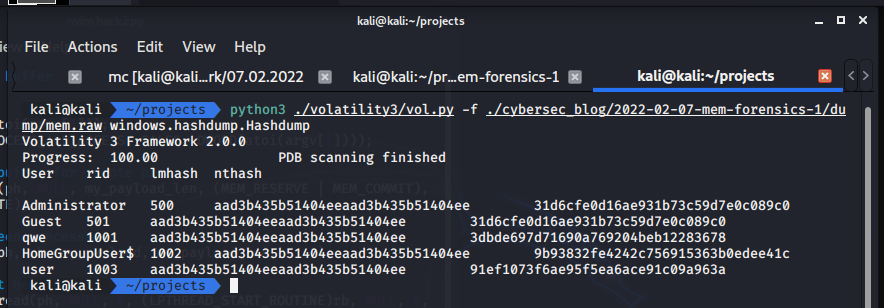 kali@kali:~/projects
File Actions Edit View Help
mc [kali@kali...rk/07.02.2022 kali@kali:~/pr...em-forensics-1 kali@kali:~/projects
kali@kali ~/projects python3 ./volatility3/vol.py -f ./cybersec_blog/2022-02-07-mem-forensics-1/du
mp/mem.raw windows.hashdump.Hashdump
Volatility 3 Framework 2.0.0
Progress: 100.00 PDB scanning finished
User rid lmhash nthash
Administrator 500 aad3b435b51404eeaad3b435b51404ee 31d6cfe0d16ae931b73c59d7e0c089c0
Guest 501 aad3b435b51404eeaad3b435b51404ee 31d6cfe0d16ae931b73c59d7e0c089c0
qwe 1001 aad3b435b51404eeaad3b435b51404ee 3dbde697d71690a769204beb12283678
HomeGroupUser$ 1002 aad3b435b51404eeaad3b435b51404ee 9b93832fe4242c756915363b0edee41c
user 1003 aad3b435b51404eeaad3b435b51404ee 91ef1073f6ae95f5ea6ace91c09a963a
kali@kali ~/projects